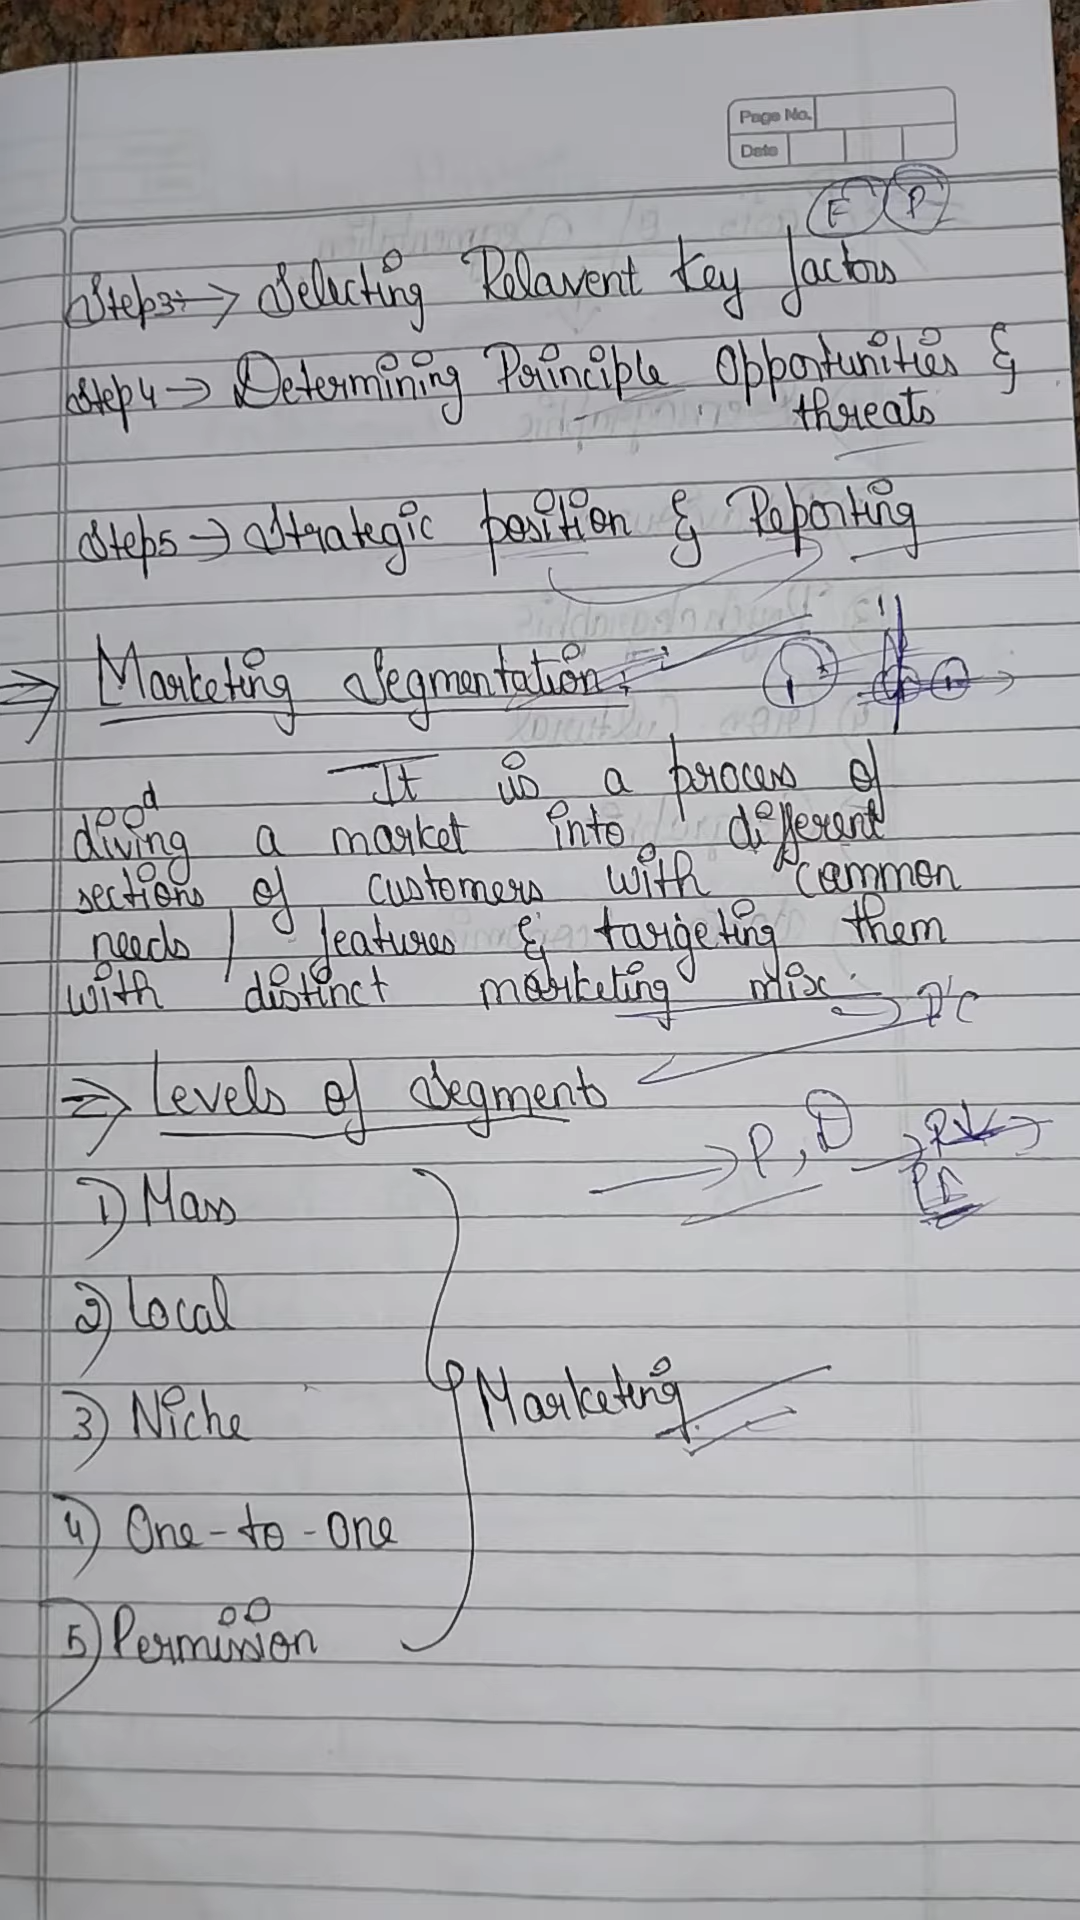 Page No.
Date
F P
Step3:→ Selecting Relavent Key factors
Step4 → Determining Principle Opportunities &
threats
Step5 → Strategic position & Reporting
⇒ Marketing Segmentation :-
It is a process of
d
diving a market into different
sections of customers with common
needs / features & targeting them
with distinct marketing mix.
→ P'C
⇒ Levels of Segments
→ P, D →
1) Mass
2) Local
Marketing
3) Niche
4) One-to-one
5) Permission